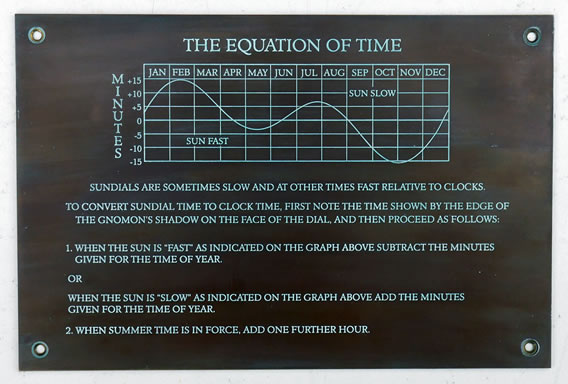 THE EQUATION OF TIME
JAN FEB MAR APR MAY JUN JUL AUG SEP OCT NOV DEC
MINUTES
+15
+10
+5
0
-5
-10
-15
SUN SLOW
SUN FAST
SUNDIALS ARE SOMETIMES SLOW AND AT OTHER TIMES FAST RELATIVE TO CLOCKS.
TO CONVERT SUNDIAL TIME TO CLOCK TIME, FIRST NOTE THE TIME SHOWN BY THE EDGE OF
THE GNOMON'S SHADOW ON THE FACE OF THE DIAL, AND THEN PROCEED AS FOLLOWS:
1. WHEN THE SUN IS "FAST" AS INDICATED ON THE GRAPH ABOVE SUBTRACT THE MINUTES
GIVEN FOR THE TIME OF YEAR.
OR
WHEN THE SUN IS "SLOW" AS INDICATED ON THE GRAPH ABOVE ADD THE MINUTES
GIVEN FOR THE TIME OF YEAR.
2. WHEN SUMMER TIME IS IN FORCE, ADD ONE FURTHER HOUR.